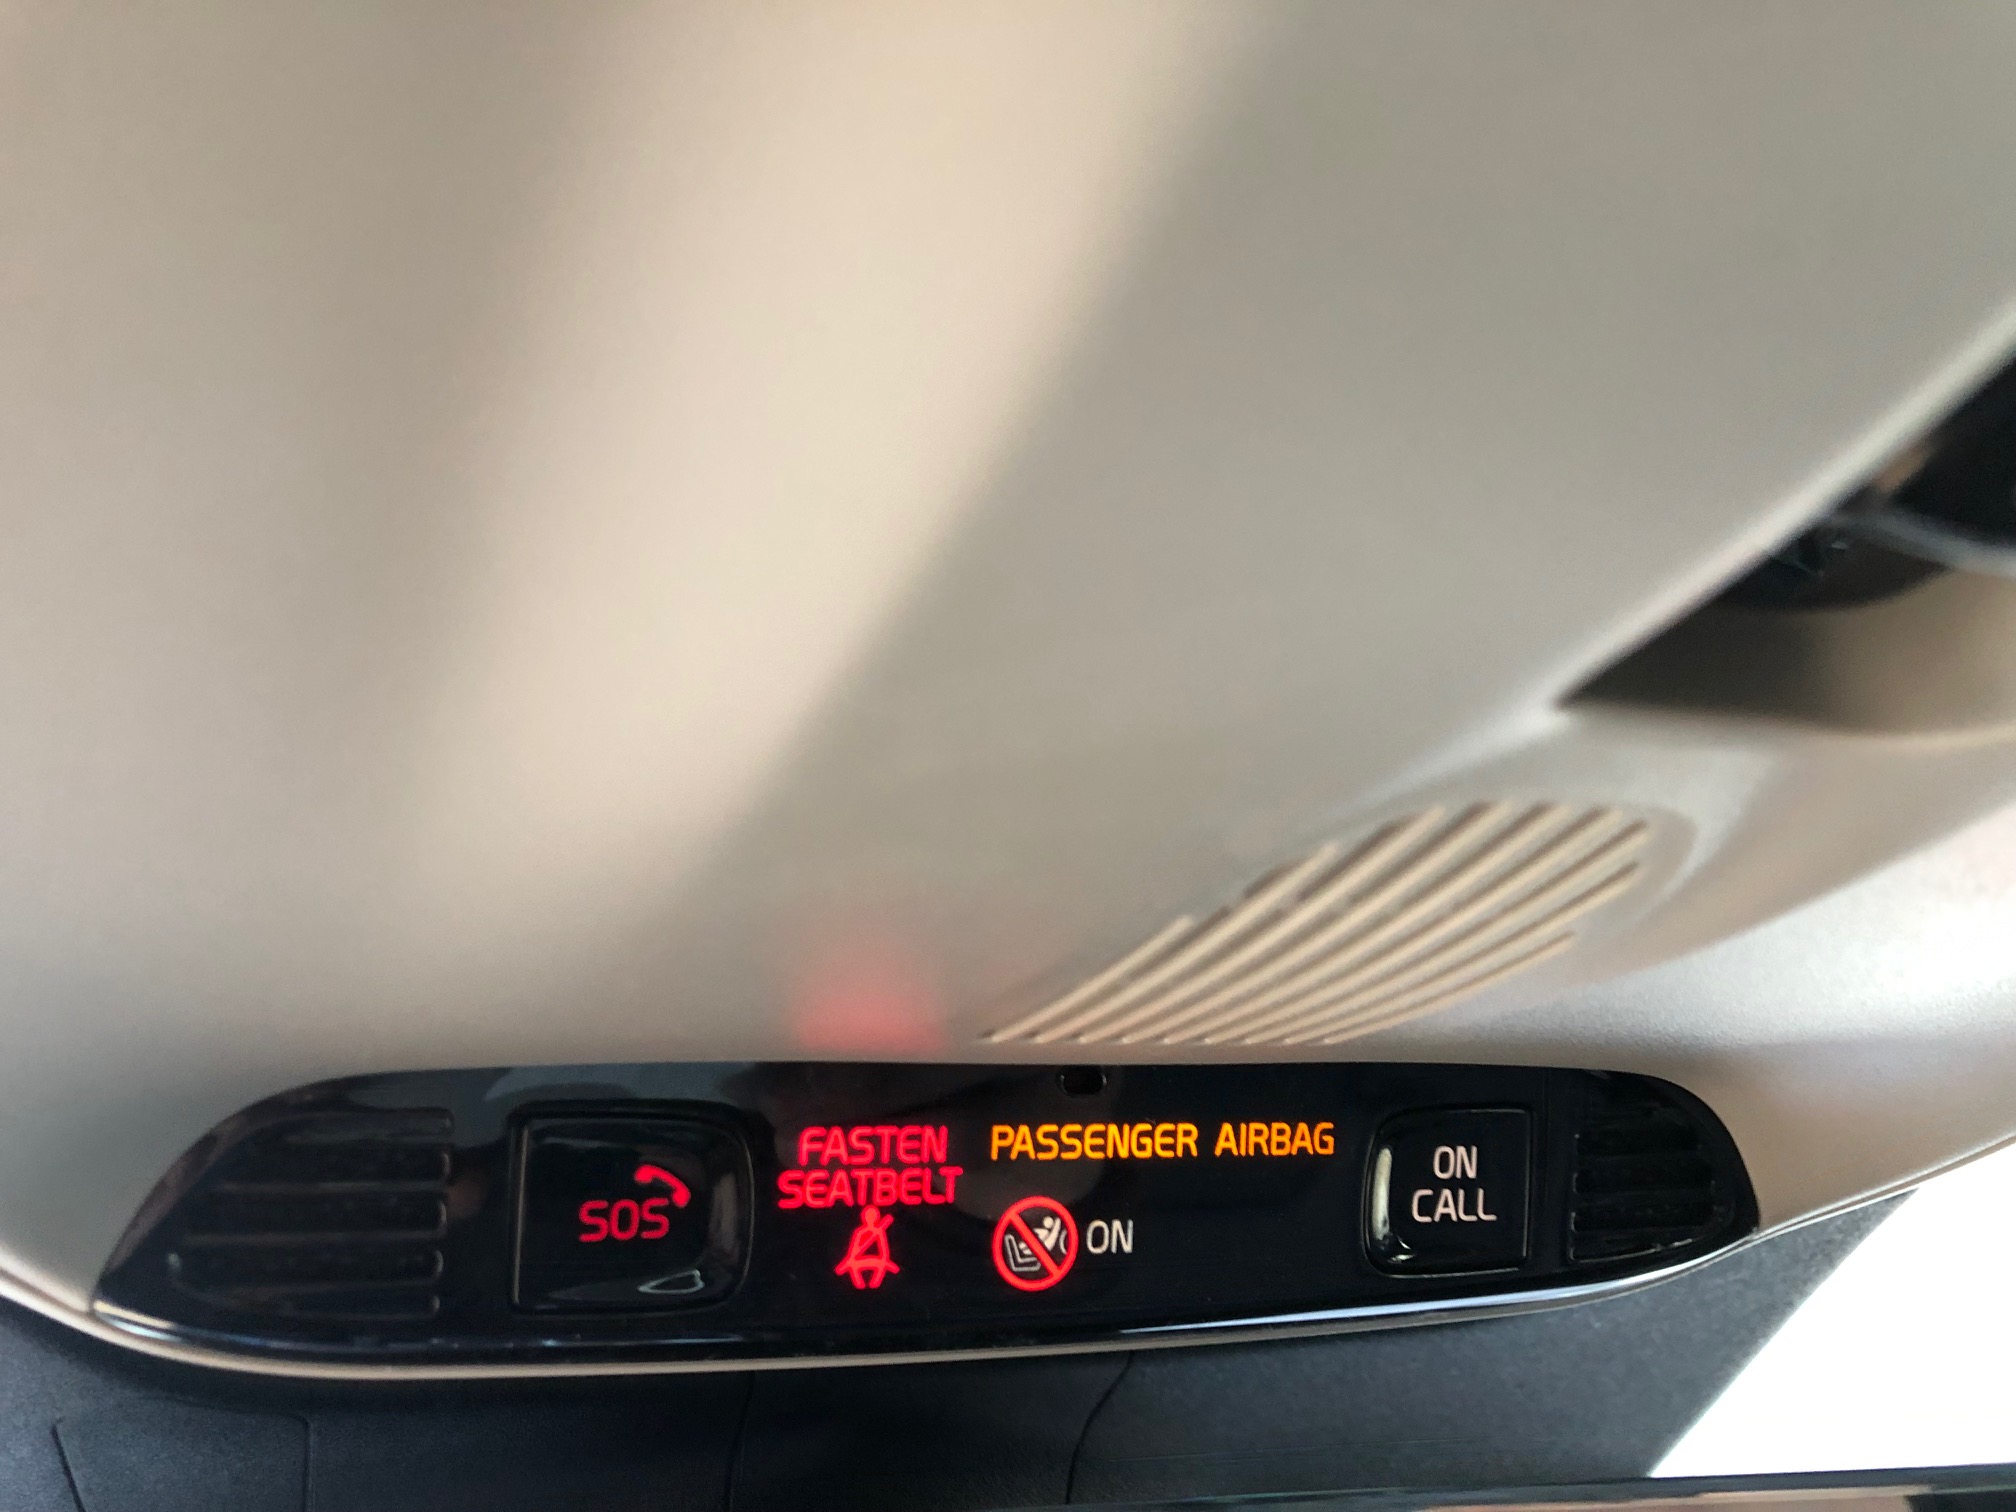 SOS
FASTEN
SEATBELT
PASSENGER AIRBAG
ON
ON
CALL